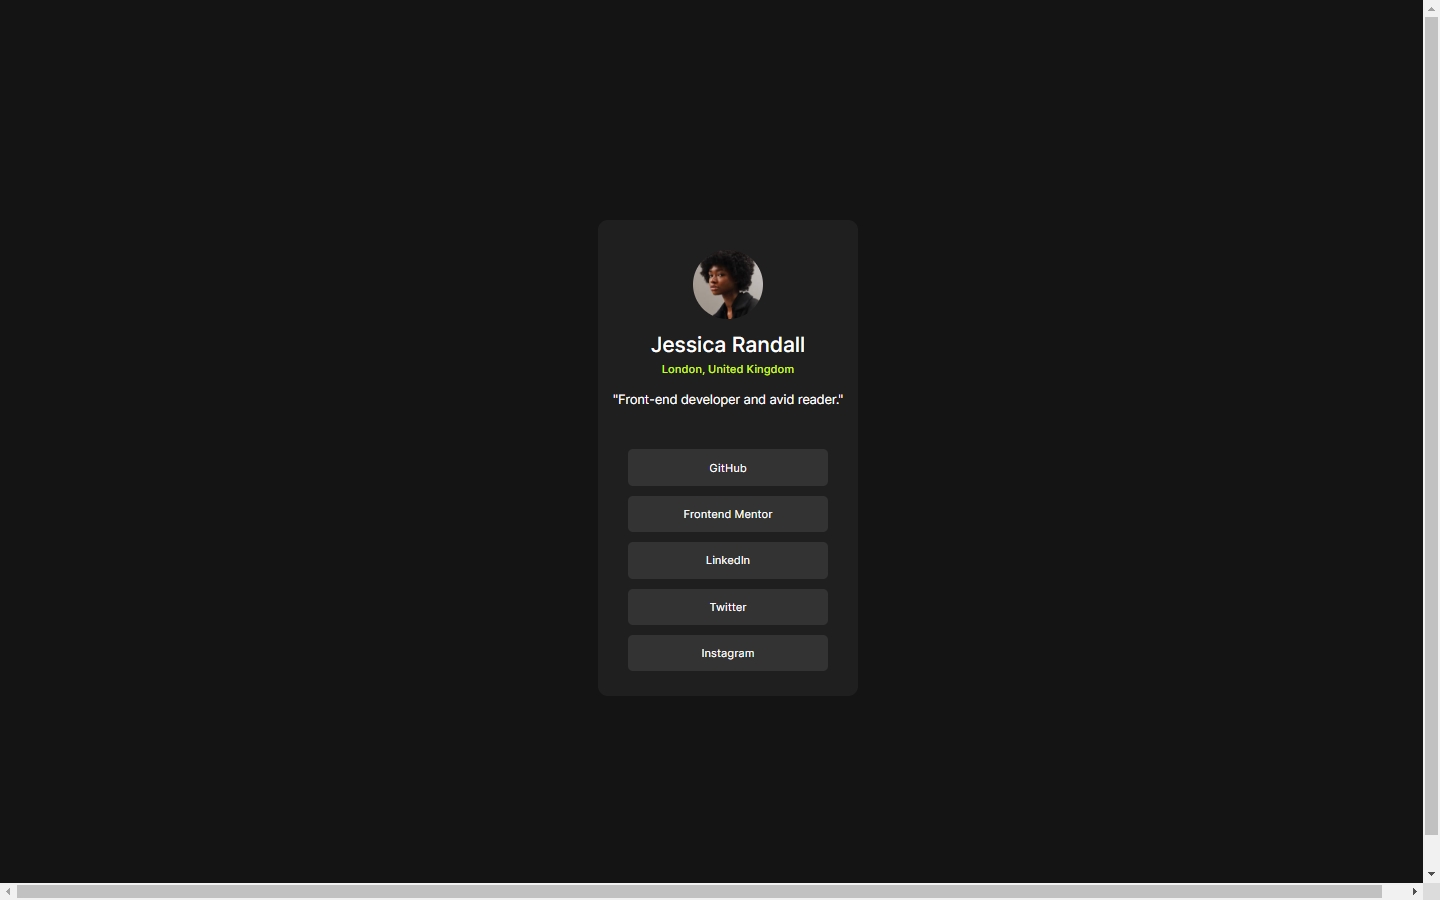 Jessica Randall
London, United Kingdom
"Front-end developer and avid reader."
GitHub
Frontend Mentor
LinkedIn
Twitter
Instagram